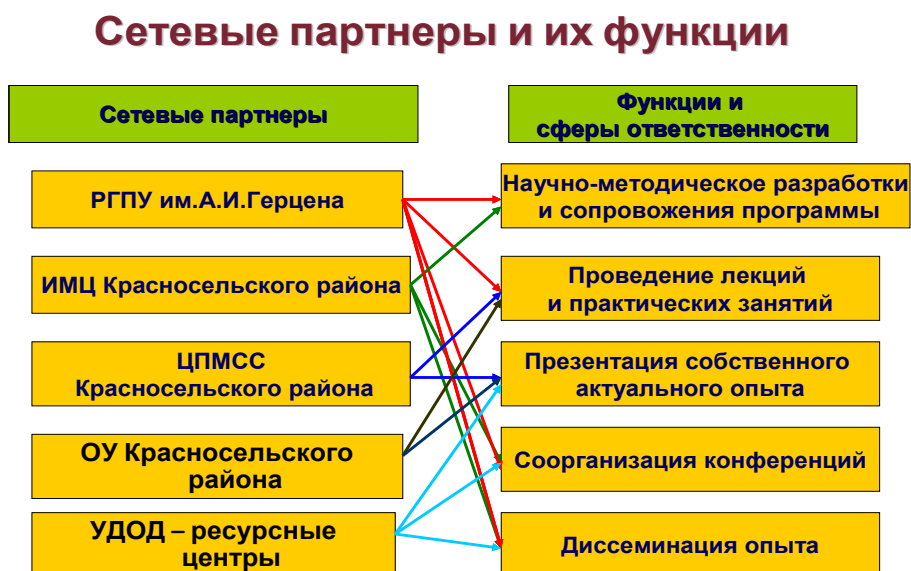 Сетевые партнеры и их функции
Сетевые партнеры
Функции и
сферы ответственности
РГПУ им.А.И.Герцена
Научно-методическое разработки
и сопровожения программы
ИМЦ Красносельского района
Проведение лекций
и практических занятий
ЦПМСС
Красносельского района
Презентация собственного
актуального опыта
ОУ Красносельского
района
Соорганизация конференций
УДОД – ресурсные
центры
Диссеминация опыта